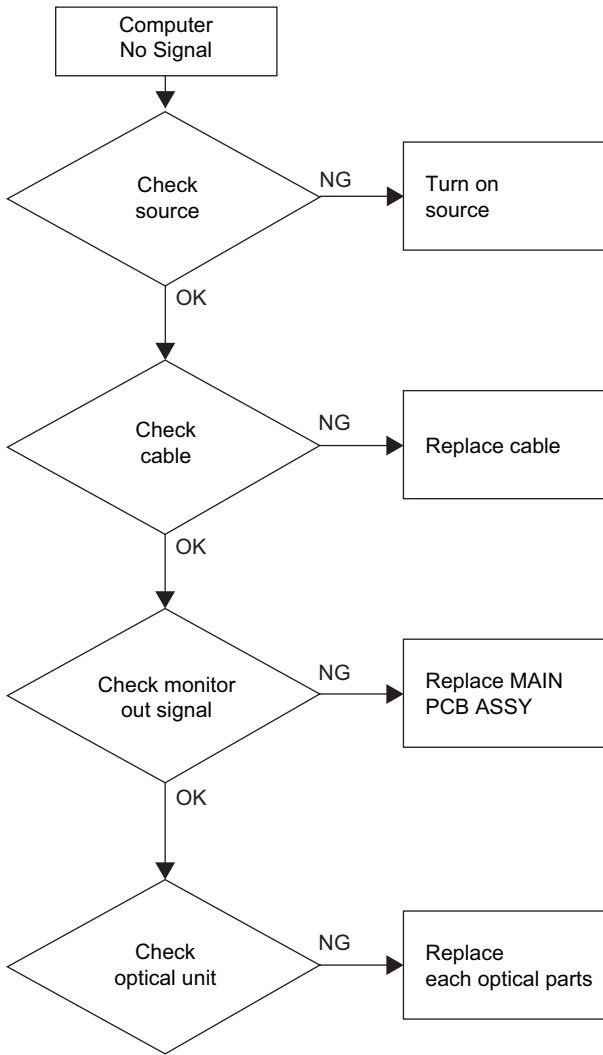 Computer
No Signal
Check
source
NG
Turn on
source
OK
Check
cable
NG
Replace cable
OK
Check monitor
out signal
NG
Replace MAIN
PCB ASSY
OK
Check
optical unit
NG
Replace
each optical parts